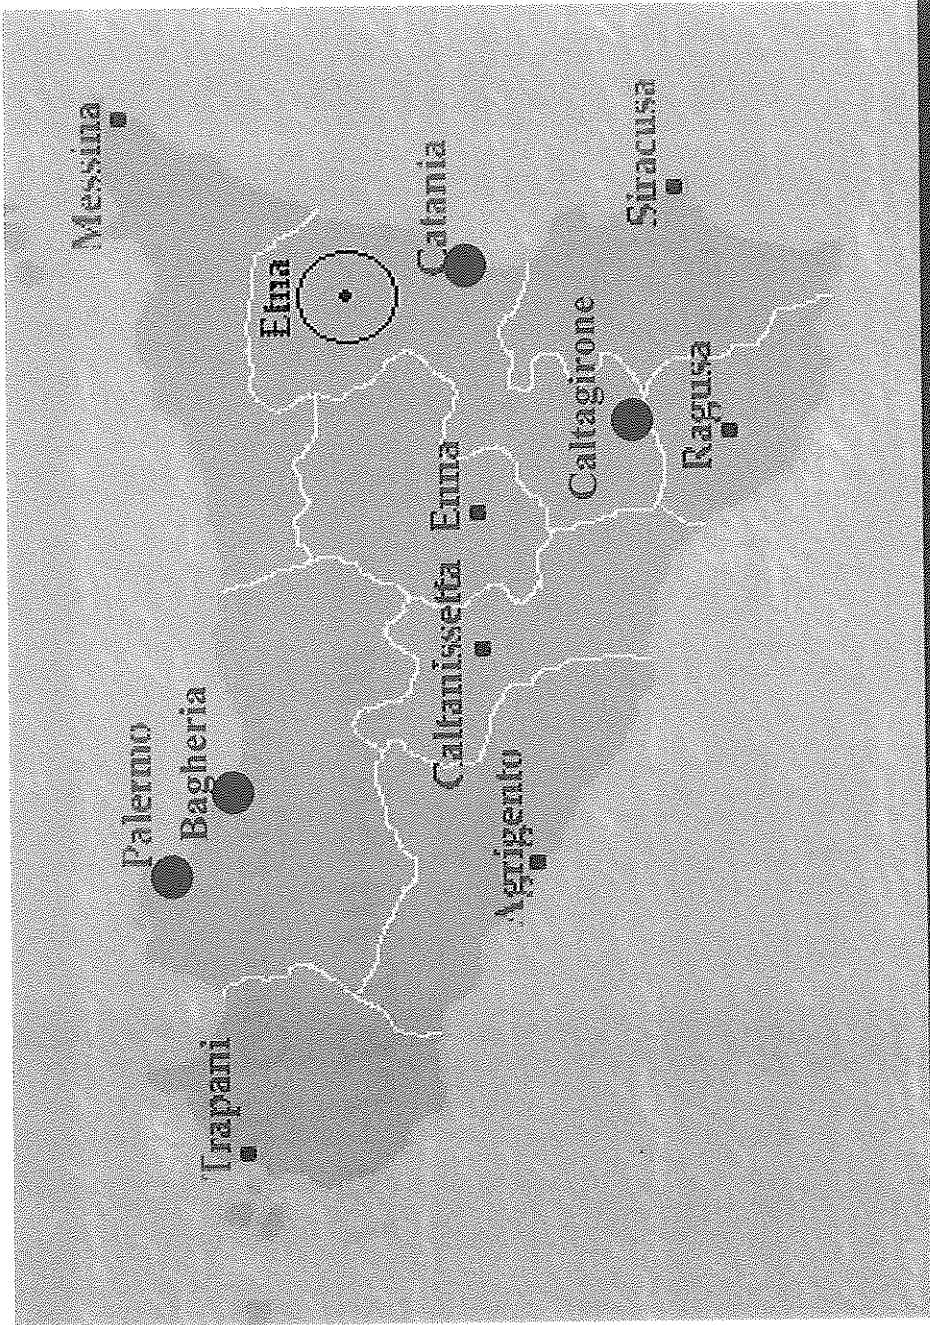 Messina
Palermo
Bagheria
Trapani
Etna
Catania
Enna
Caltanissetta
Agrigento
Caltagirone
Siracusa
Ragusa